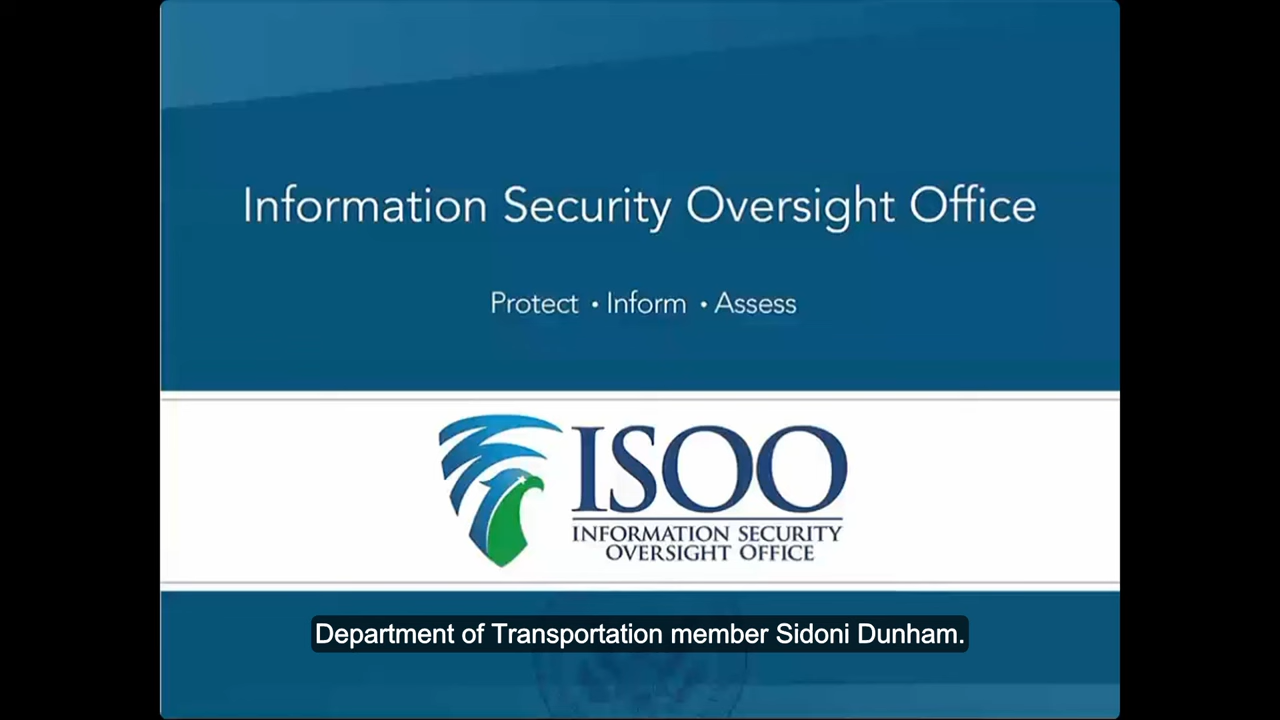 Information Security Oversight Office
Protect • Inform • Assess
ISOO
INFORMATION SECURITY
OVERSIGHT OFFICE
Department of Transportation member Sidoni Dunham.